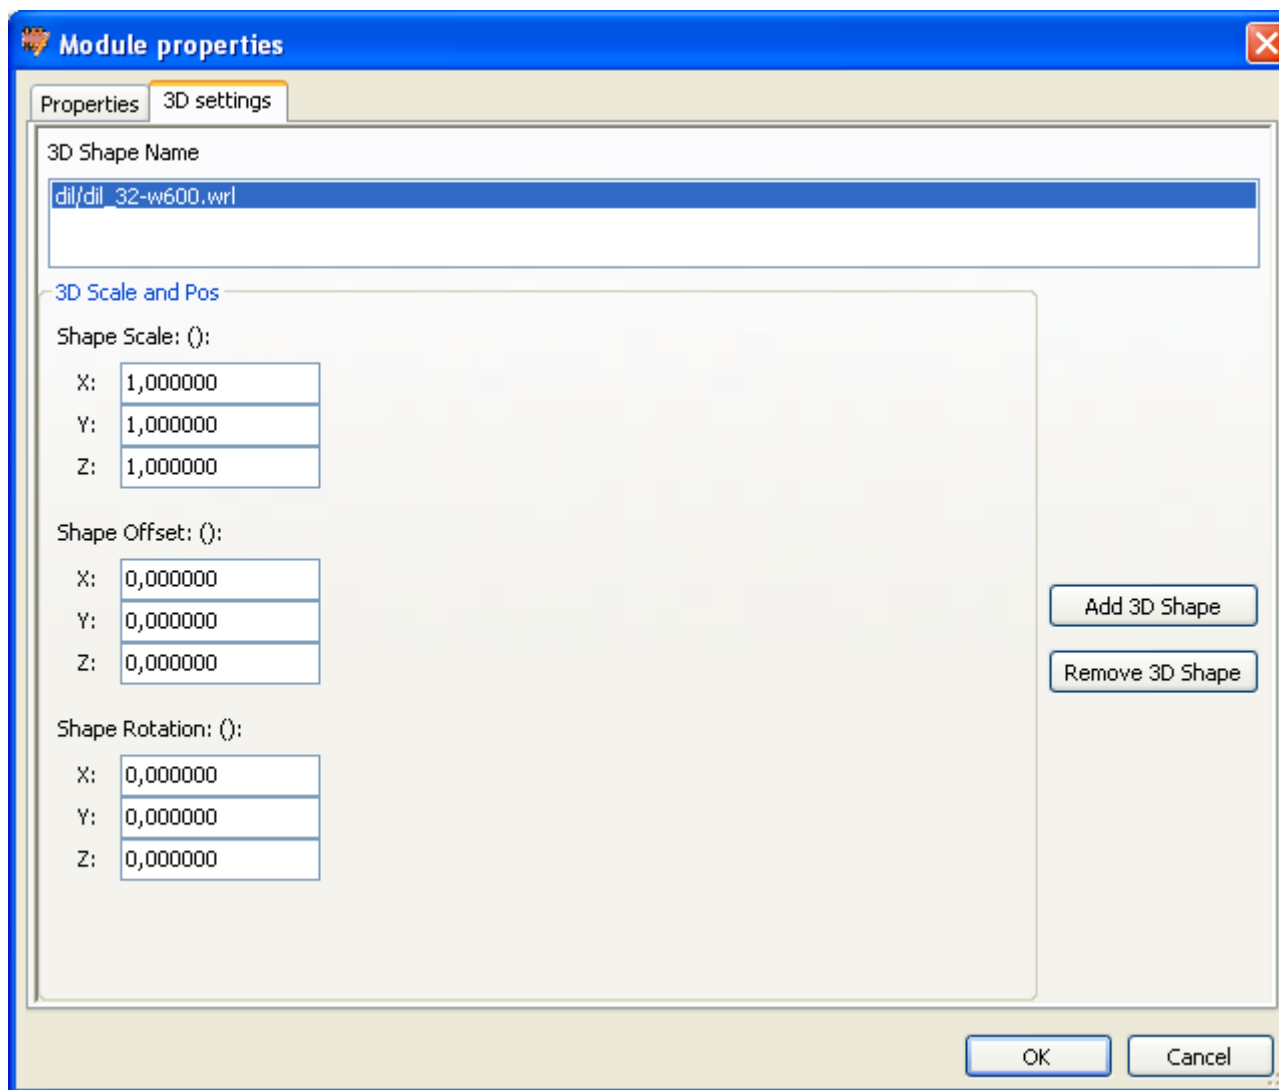 Module properties
Properties 3D settings
3D Shape Name
dil/dil_32-w600.wrl
3D Scale and Pos
Shape Scale: ():
X: 1,000000
Y: 1,000000
Z: 1,000000
Shape Offset: ():
X: 0,000000
Y: 0,000000
Z: 0,000000
Add 3D Shape
Remove 3D Shape
Shape Rotation: ():
X: 0,000000
Y: 0,000000
Z: 0,000000
OK Cancel